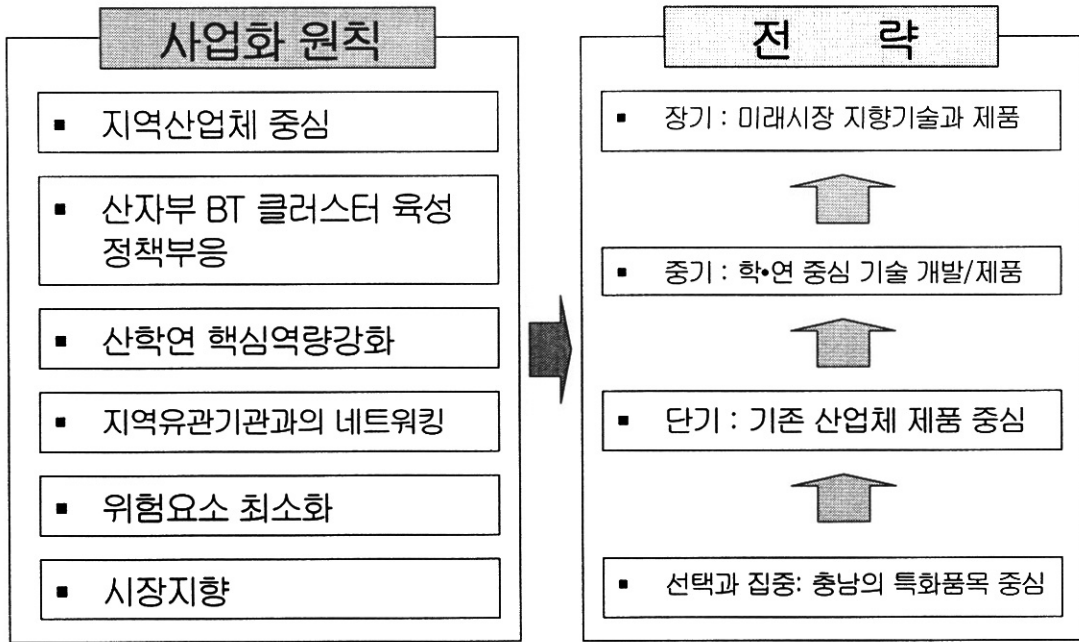 사업화 원칙
▪ 지역산업체 중심
▪ 산자부 BT 클러스터 육성
정책부응
▪ 산학연 핵심역량강화
▪ 지역유관기관과의 네트워킹
▪ 위험요소 최소화
▪ 시장지향
전 략
▪ 장기 : 미래시장 지향기술과 제품
▪ 중기 : 학•연 중심 기술 개발/제품
▪ 단기 : 기존 산업체 제품 중심
▪ 선택과 집중: 충남의 특화품목 중심